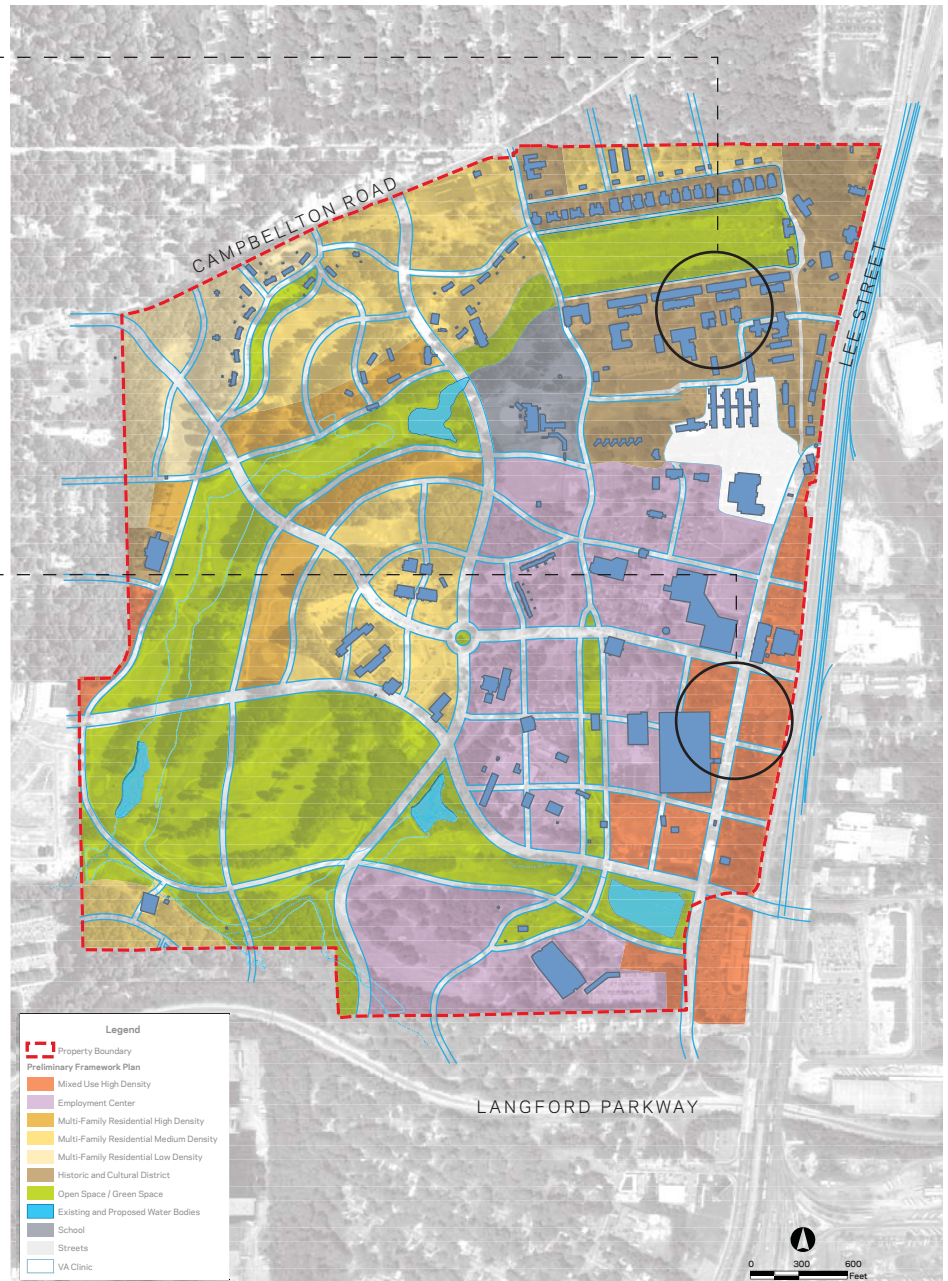 CAMPBELLTON ROAD
LEE STREET
LANGFORD PARKWAY
Legend
Property Boundary
Preliminary Framework Plan
Mixed Use High Density
Employment Center
Multi-Family Residential High Density
Multi-Family Residential Medium Density
Multi-Family Residential Low Density
Historic and Cultural District
Open Space / Green Space
Existing and Proposed Water Bodies
School
Streets
VA Clinic
0 300 600
Feet